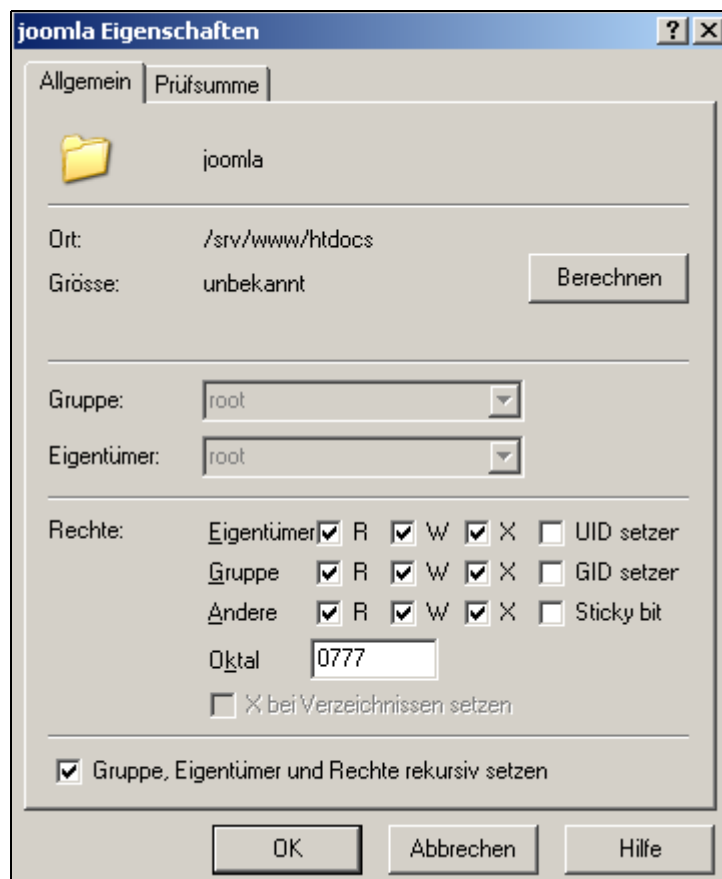 joomla Eigenschaften
Allgemein Prüfsumme
joomla
Ort: /srv/www/htdocs
Grösse: unbekannt Berechnen
Gruppe: root
Eigentümer: root
Rechte: Eigentümer R W X UID setzer
Gruppe R W X GID setzer
Andere R W X Sticky bit
Oktal 0777
X bei Verzeichnissen setzen
Gruppe, Eigentümer und Rechte rekursiv setzen
OK Abbrechen Hilfe